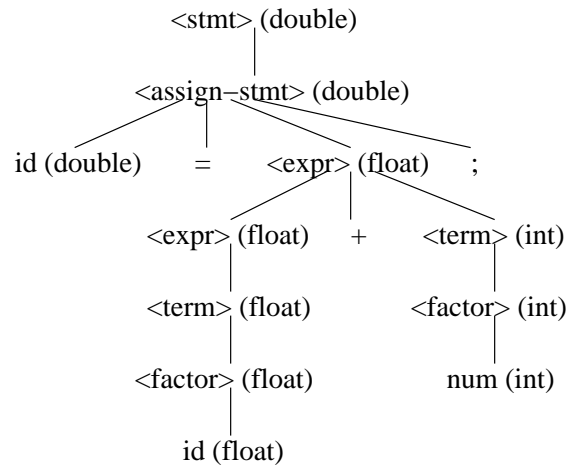 <stmt> (double)
<assign−stmt> (double)
id (double) = <expr> (float) ;
<expr> (float) + <term> (int)
<term> (float) <factor> (int)
<factor> (float) num (int)
id (float)